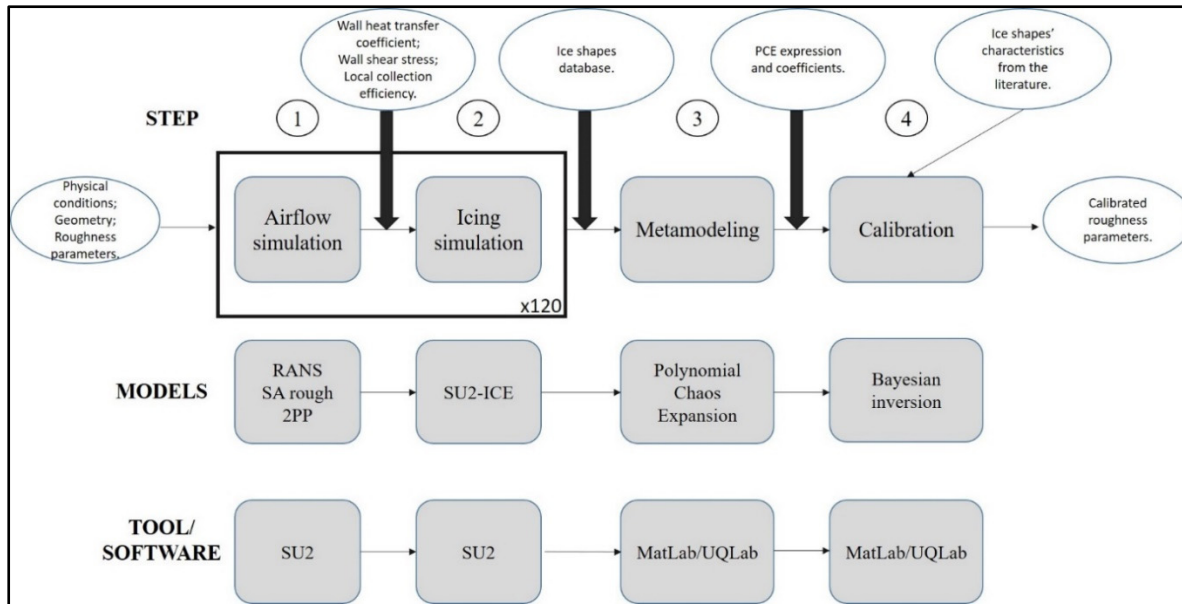 Wall heat transfer
coefficient;
Wall shear stress;
Local collection
efficiency.
Ice shapes
database.
PCE expression
and coefficients.
Ice shapes’
characteristics
from the
literature.
STEP
1
2
3
4
Physical
conditions;
Geometry;
Roughness
parameters.
Airflow
simulation
Icing
simulation
Metamodeling
Calibration
Calibrated
roughness
parameters.
x120
MODELS
RANS
SA rough
2PP
SU2-ICE
Polynomial
Chaos
Expansion
Bayesian
inversion
TOOL/
SOFTWARE
SU2
SU2
MatLab/UQLab
MatLab/UQLab